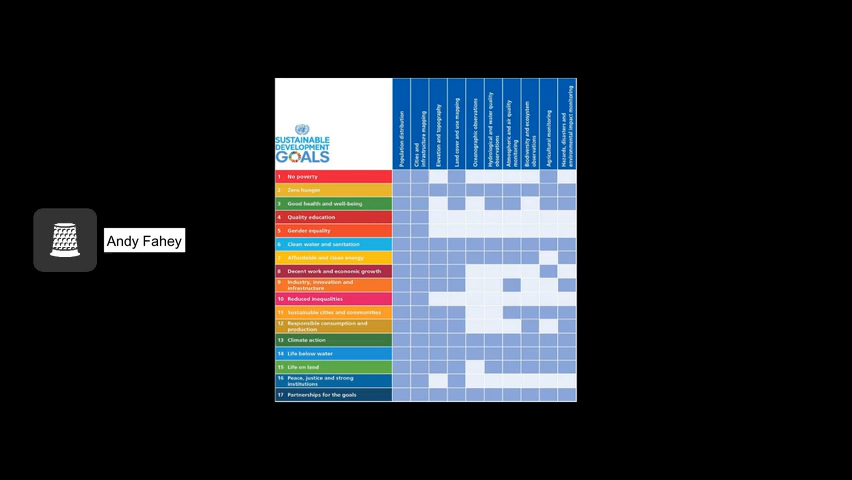 Population distribution
Cities and
infrastructure mapping
Elevation and topography
Land cover and use mapping
Oceanographic observations
Hydrological and water quality
observations
Atmospheric and air quality
monitoring
Biodiversity and ecosystem
observations
Agricultural monitoring
Hazards, disasters and
environmental impact monitoring
SUSTAINABLE
DEVELOPMENT
GOALS
1 No poverty
2 Zero hunger
3 Good health and well-being
4 Quality education
5 Gender equality
6 Clean water and sanitation
7 Affordable and clean energy
8 Decent work and economic growth
9 Industry, innovation and
infrastructure
10 Reduced inequalities
11 Sustainable cities and communities
12 Responsible consumption and
production
13 Climate action
14 Life below water
15 Life on land
16 Peace, justice and strong
institutions
17 Partnerships for the goals
Andy Fahey